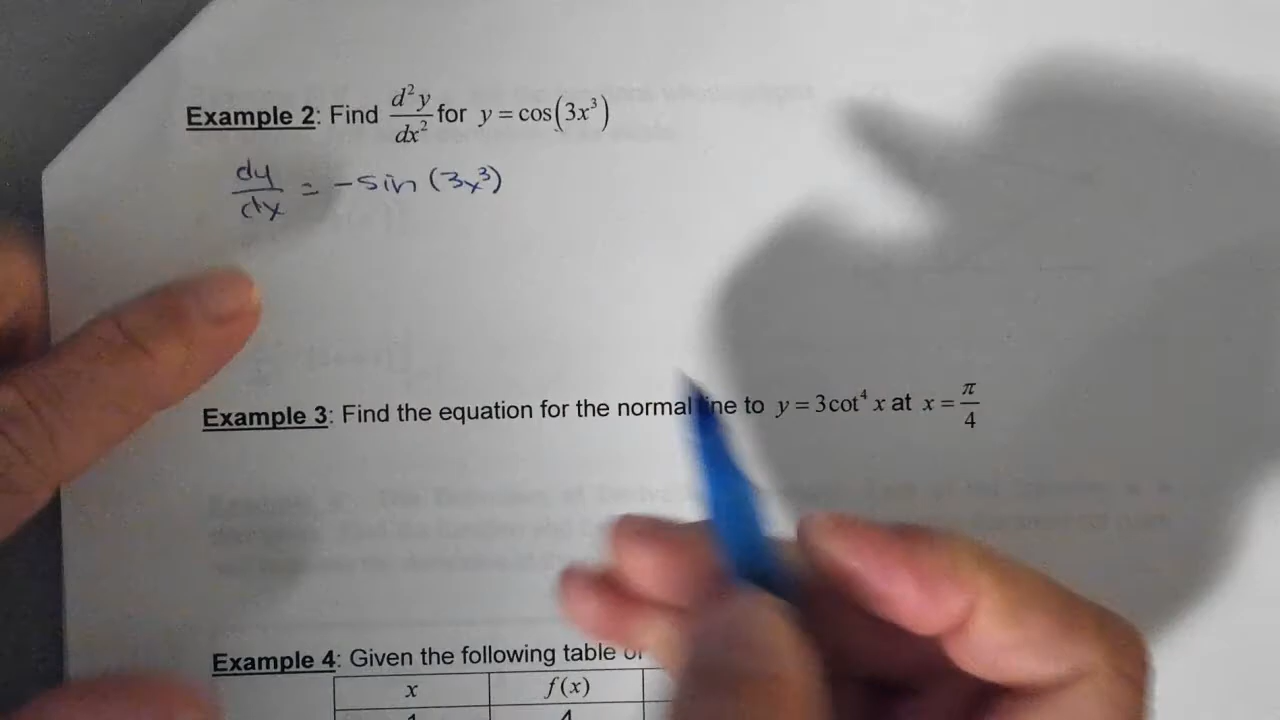 Example 2: Find d²y/dx² for y = cos(3x³)
dy/dx = -sin (3x³)
Example 3: Find the equation for the normal line to y = 3cot⁴ x at x = π/4
Example 4: Given the following table of
x f(x)
1 4